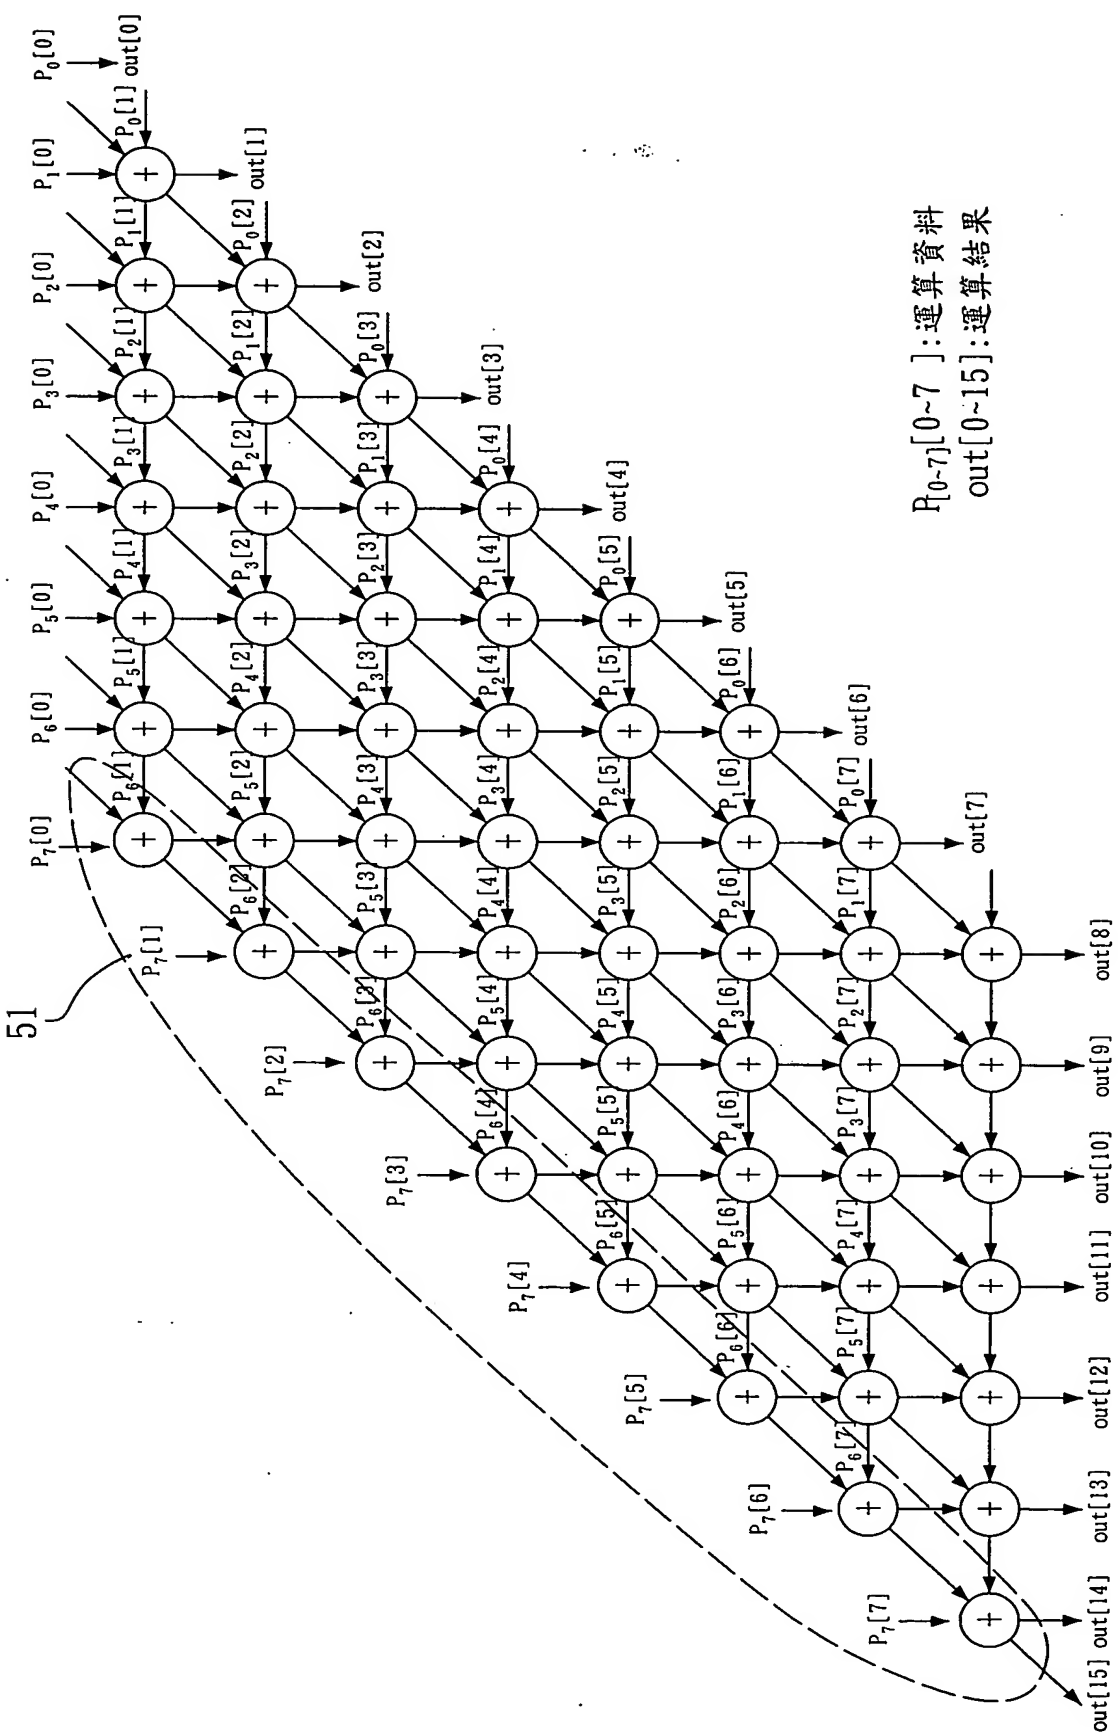 51
P₇[0] P₆[0] P₅[0] P₄[0] P₃[0] P₂[0] P₁[0] P₀[0]
P₇[1] P₆[1] P₅[1] P₄[1] P₃[1] P₂[1] P₁[1] P₀[1] out[0]
P₇[2] P₆[2] P₅[2] P₄[2] P₃[2] P₂[2] P₁[2] P₀[2] out[1]
P₇[3] P₆[3] P₅[3] P₄[3] P₃[3] P₂[3] P₁[3] P₀[3] out[2]
P₇[4] P₆[4] P₅[4] P₄[4] P₃[4] P₂[4] P₁[4] P₀[4] out[3]
P₇[5] P₆[5] P₅[5] P₄[5] P₃[5] P₂[5] P₁[5] P₀[5] out[4]
P₇[6] P₆[6] P₅[6] P₄[6] P₃[6] P₂[6] P₁[6] P₀[6] out[5]
P₇[7] P₆[7] P₅[7] P₄[7] P₃[7] P₂[7] P₁[7] P₀[7] out[6]
out[7]
P[0~7][0~7 ]:運算資料
out[0~15]:運算結果
out[15] out[14] out[13] out[12] out[11] out[10] out[9] out[8]